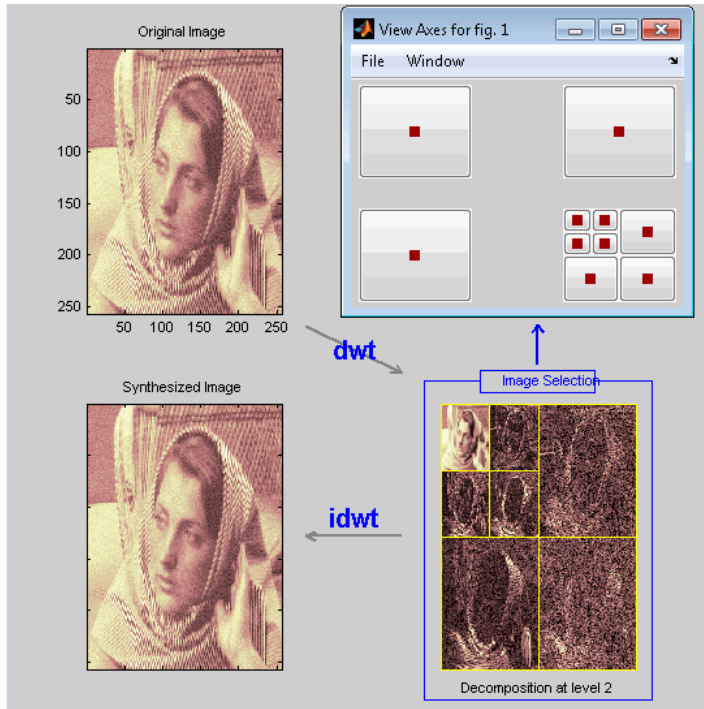 Original Image
50
100
150
200
250
50 100 150 200 250
View Axes for fig. 1
File Window
dwt
Synthesized Image
Image Selection
idwt
Decomposition at level 2